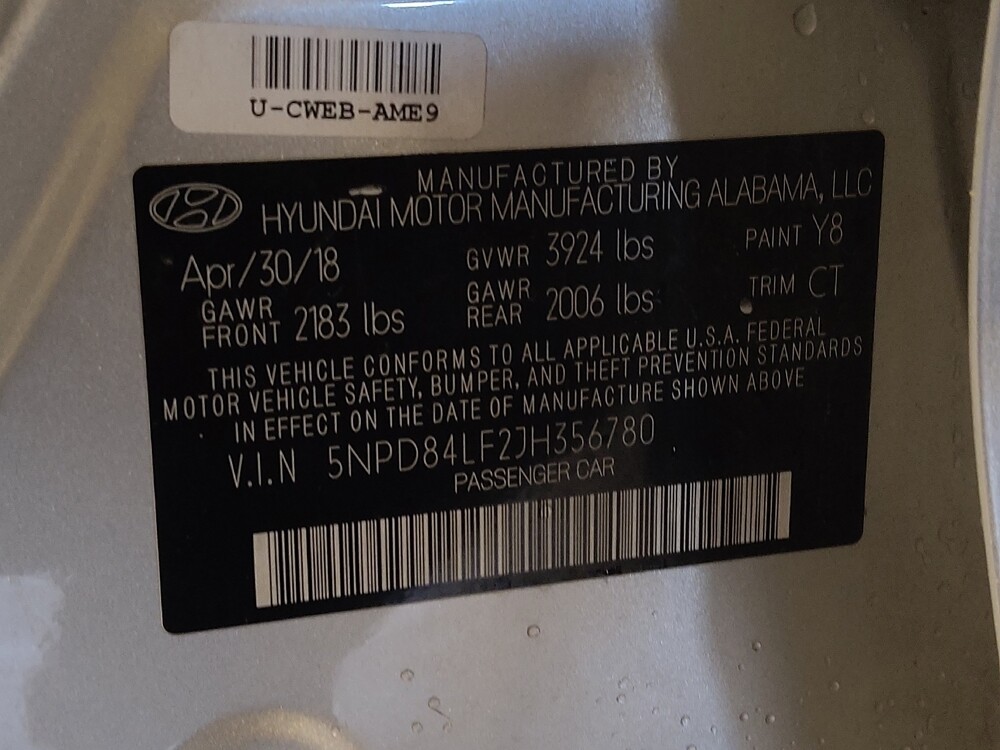 U-CWEB-AME9
MANUFACTURED BY
HYUNDAI MOTOR MANUFACTURING ALABAMA, LLC
Apr/30/18 GVWR 3924 lbs PAINT Y8
GAWR FRONT 2183 lbs GAWR REAR 2006 lbs TRIM CT
THIS VEHICLE CONFORMS TO ALL APPLICABLE U.S.A. FEDERAL
MOTOR VEHICLE SAFETY, BUMPER, AND THEFT PREVENTION STANDARDS
IN EFFECT ON THE DATE OF MANUFACTURE SHOWN ABOVE
V.I.N 5NPD84LF2JH356780
PASSENGER CAR